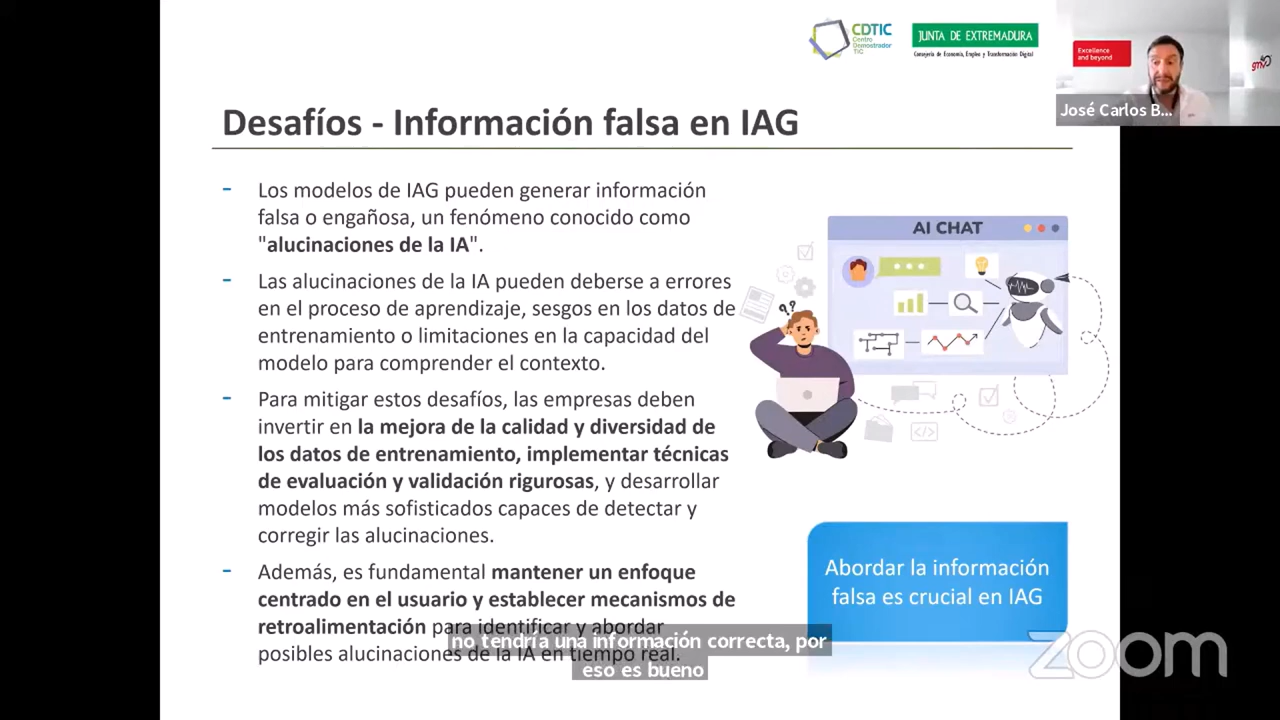 CDTIC
Centro
Demostrador
TIC
JUNTA DE EXTREMADURA
Consejería de Economía, Empleo y Transformación Digital
Excellence
and beyond
gmv
José Carlos B...
Desafíos - Información falsa en IAG
- Los modelos de IAG pueden generar información
falsa o engañosa, un fenómeno conocido como
"alucinaciones de la IA".
- Las alucinaciones de la IA pueden deberse a errores
en el proceso de aprendizaje, sesgos en los datos de
entrenamiento o limitaciones en la capacidad del
modelo para comprender el contexto.
- Para mitigar estos desafíos, las empresas deben
invertir en la mejora de la calidad y diversidad de
los datos de entrenamiento, implementar técnicas
de evaluación y validación rigurosas, y desarrollar
modelos más sofisticados capaces de detectar y
corregir las alucinaciones.
- Además, es fundamental mantener un enfoque
centrado en el usuario y establecer mecanismos de
retroalimentación para identificar y abordar
posibles alucinaciones de la IA en tiempo real.
AI CHAT
??
</>
Abordar la información
falsa es crucial en IAG
no tendría una información correcta, por
eso es bueno
zoom